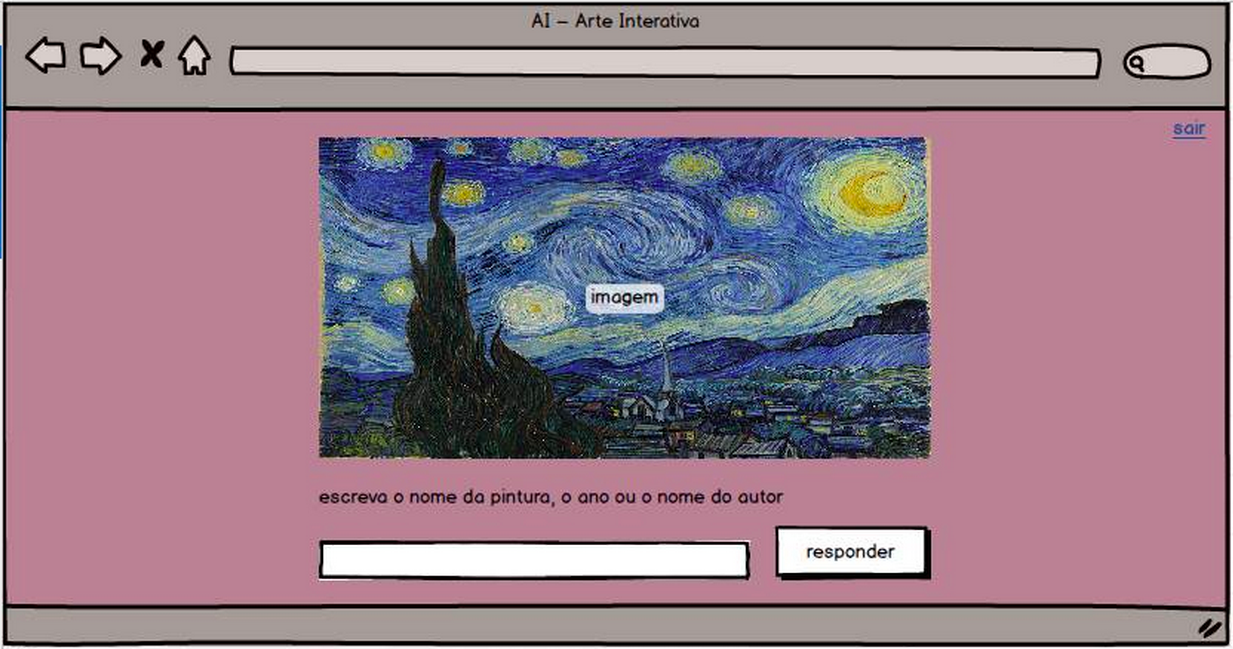 AI – Arte Interativa
sair
imagem
escreva o nome da pintura, o ano ou o nome do autor
responder